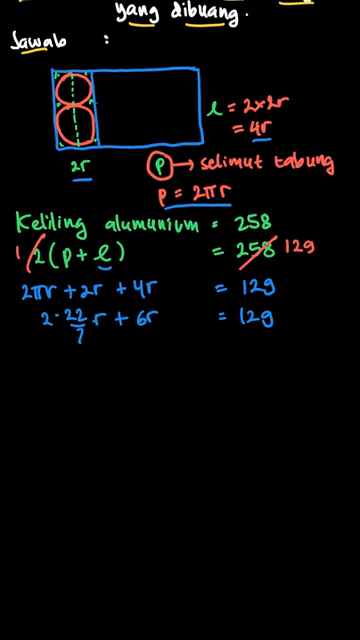 yang dibuang.
Jawab :
l = 2×2r
= 4r
2r
p → selimut tabung
p = 2πr
Keliling alumunium = 258
1 2(p + l) = 258 129
2πr + 2r + 4r = 129
2 · 22/7 r + 6r = 129